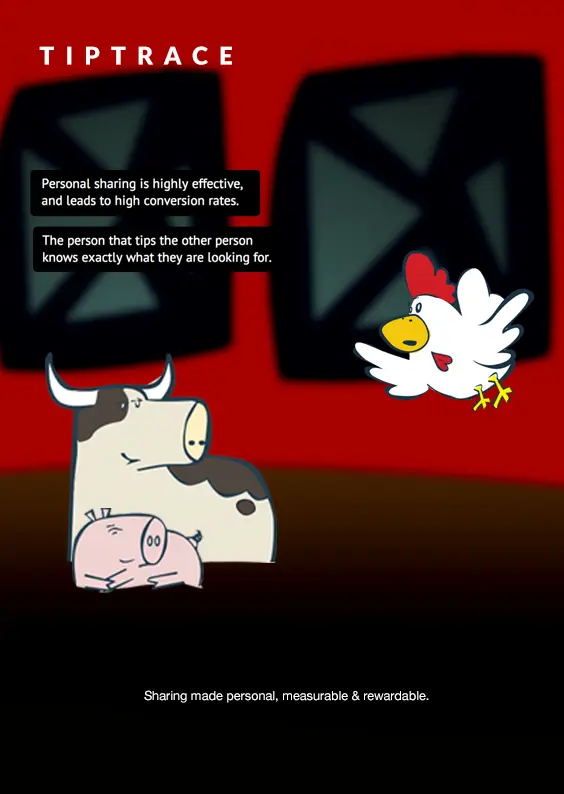 TIPTRACE
Personal sharing is highly effective,
and leads to high conversion rates.
The person that tips the other person
knows exactly what they are looking for.
Sharing made personal, measurable & rewardable.